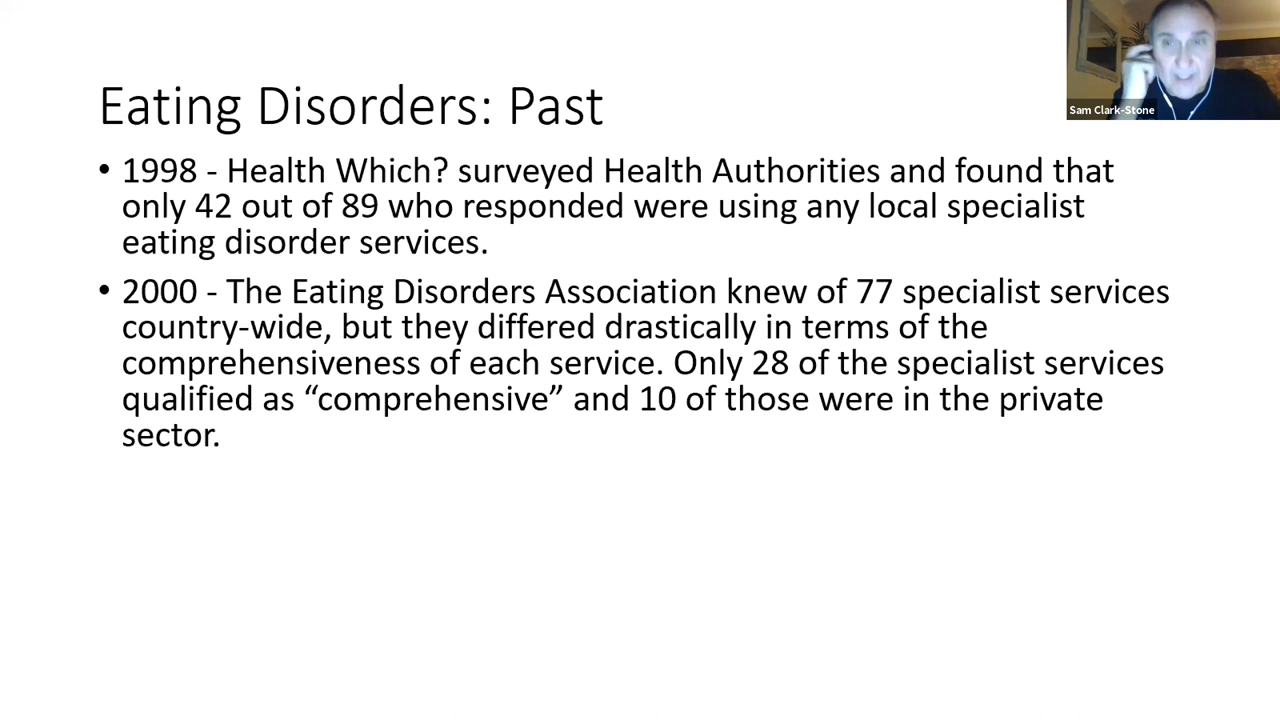 Eating Disorders: Past
Sam Clark-Stone
• 1998 - Health Which? surveyed Health Authorities and found that
only 42 out of 89 who responded were using any local specialist
eating disorder services.
• 2000 - The Eating Disorders Association knew of 77 specialist services
country-wide, but they differed drastically in terms of the
comprehensiveness of each service. Only 28 of the specialist services
qualified as “comprehensive” and 10 of those were in the private
sector.